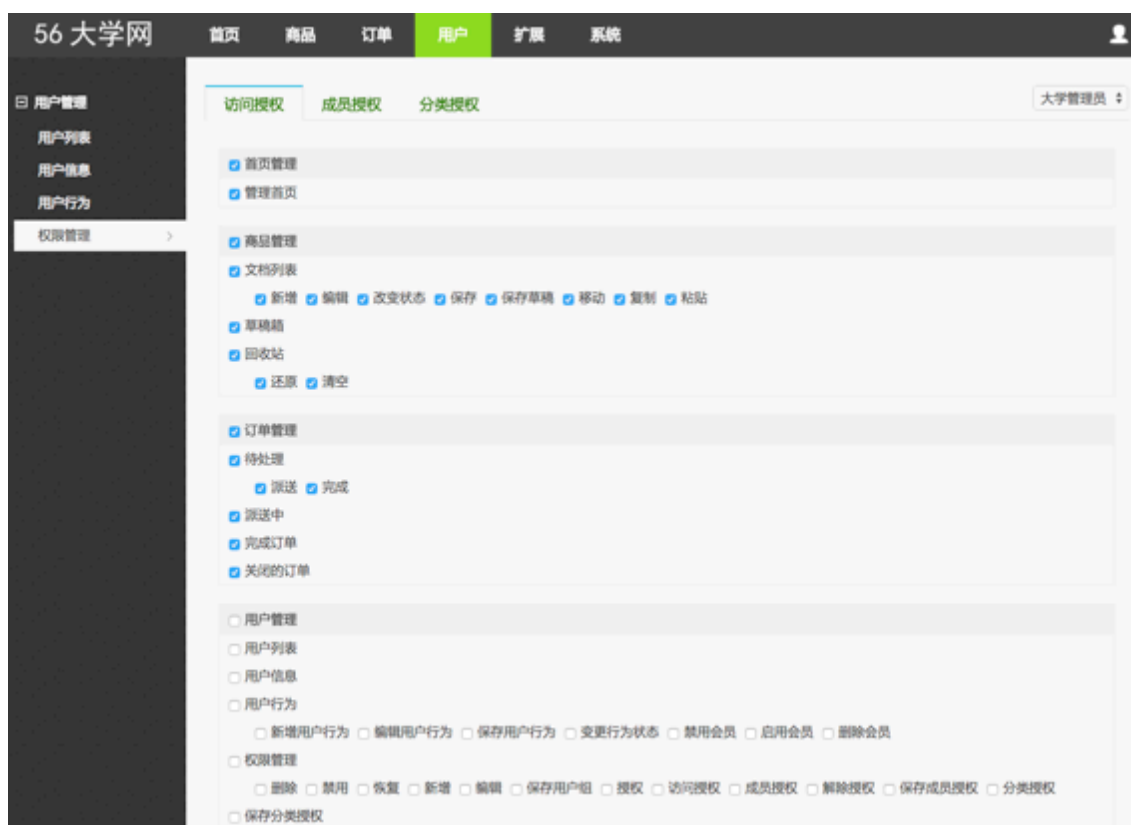 56 大学网 首页 商品 订单 用户 扩展 系统
用户管理
用户列表
用户信息
用户行为
权限管理
访问授权 成员授权 分类授权 大学管理员
首页管理
管理首页
商品管理
文档列表
新增 编辑 改变状态 保存 保存草稿 移动 复制 粘贴
草稿箱
回收站
还原 清空
订单管理
待处理
派送 完成
派送中
完成订单
关闭的订单
用户管理
用户列表
用户信息
用户行为
新增用户行为 编辑用户行为 保存用户行为 变更行为状态 禁用会员 启用会员 删除会员
权限管理
删除 禁用 恢复 新增 编辑 保存用户组 授权 访问授权 成员授权 解除授权 保存成员授权 分类授权
保存分类授权